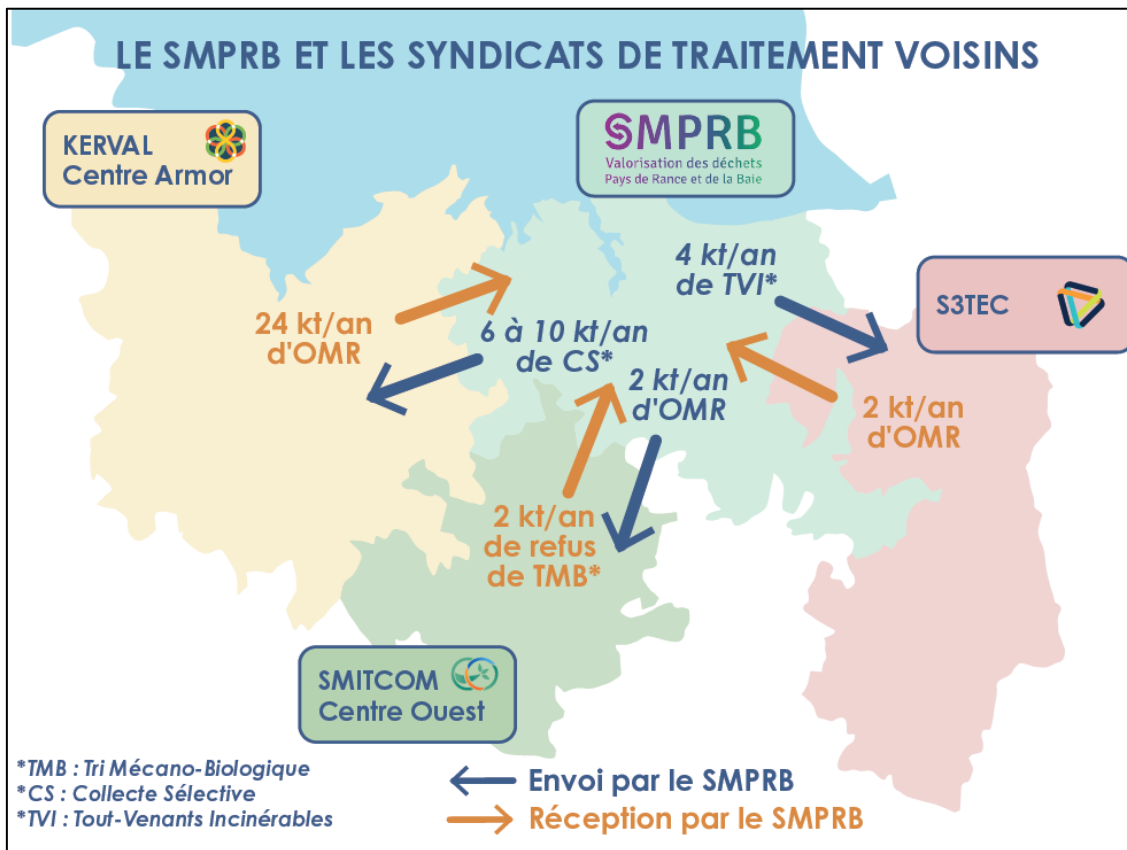 LE SMPRB ET LES SYNDICATS DE TRAITEMENT VOISINS
KERVAL
Centre Armor
SMPRB
Valorisation des déchets
Pays de Rance et de la Baie
4 kt/an
de TVI*
S3TEC
24 kt/an
d'OMR
6 à 10 kt/an
de CS*
2 kt/an
d'OMR
2 kt/an
d'OMR
2 kt/an
de refus
de TMB*
SMITCOM
Centre Ouest
*TMB : Tri Mécano-Biologique
*CS : Collecte Sélective
*TVI : Tout-Venants Incinérables
Envoi par le SMPRB
Réception par le SMPRB